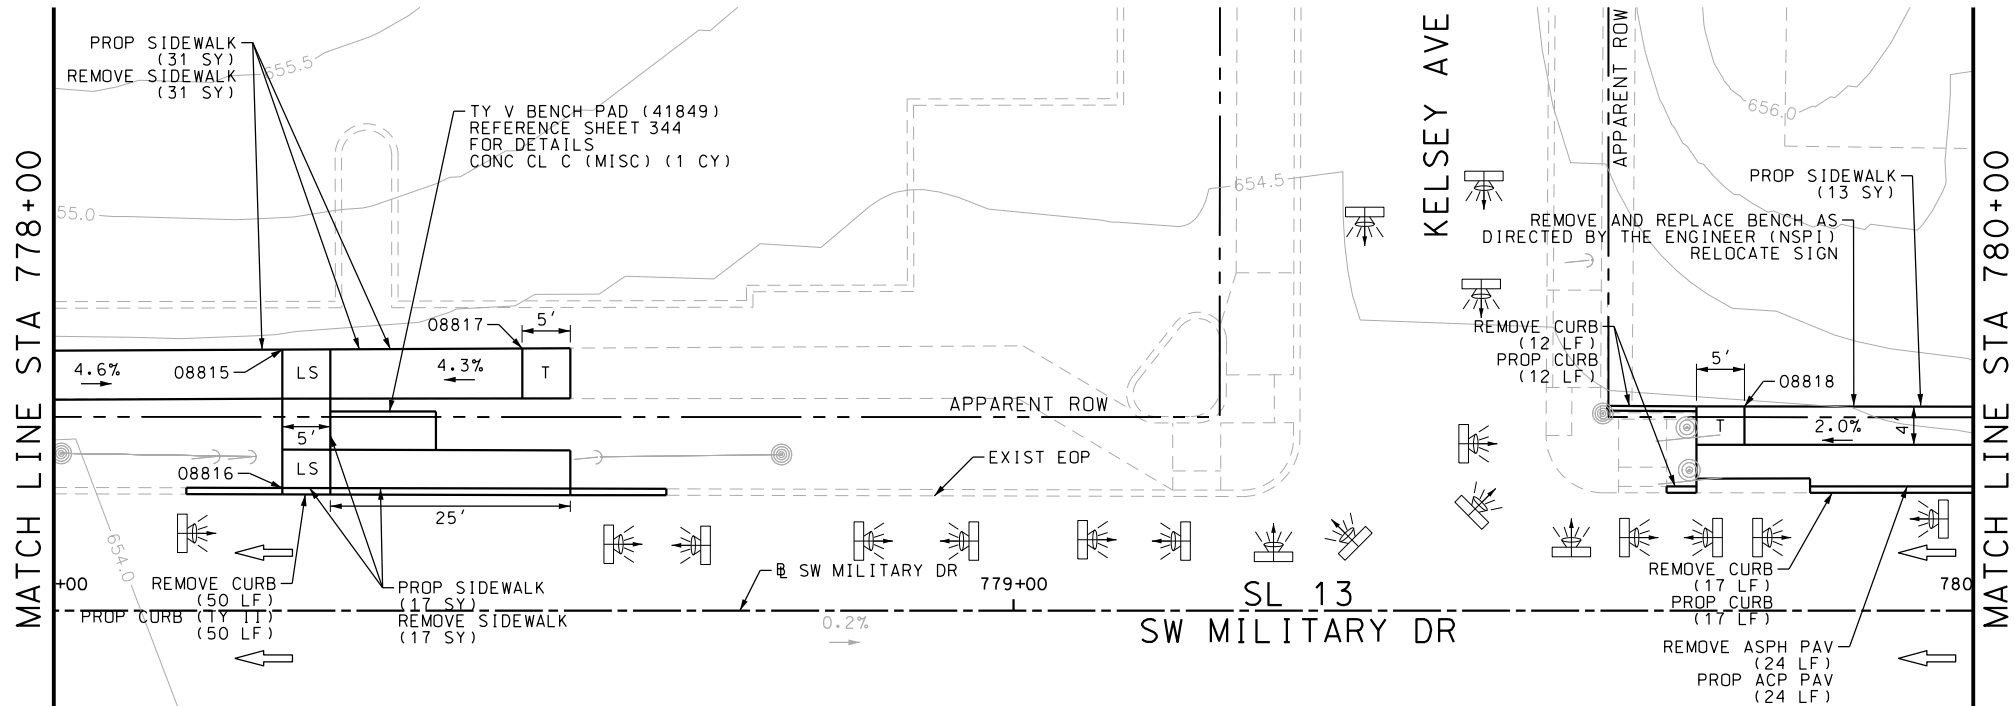 MATCH LINE STA 778+00
PROP SIDEWALK
(31 SY)
REMOVE SIDEWALK
(31 SY)
655.5
TY V BENCH PAD (41849)
REFERENCE SHEET 344
FOR DETAILS
CONC CL C (MISC) (1 CY)
55.0
654.5
KELSEY AVE
APPARENT ROW
656.0
PROP SIDEWALK
(13 SY)
REMOVE AND REPLACE BENCH AS
DIRECTED BY THE ENGINEER (NSPI)
RELOCATE SIGN
MATCH LINE STA 780+00
O8817
5'
4.6%
O8815
LS
4.3%
T
REMOVE CURB
(12 LF)
PROP CURB
(12 LF)
5'
O8818
T
2.0%
4'
APPARENT ROW
5'
O8816
LS
EXIST EOP
25'
654.0
+00
REMOVE CURB
(50 LF)
PROP CURB (TY II)
(50 LF)
PROP SIDEWALK
(17 SY)
REMOVE SIDEWALK
(17 SY)
℄ SW MILITARY DR
779+00
SL 13
SW MILITARY DR
0.2%
REMOVE CURB
(17 LF)
PROP CURB
(17 LF)
780
REMOVE ASPH PAV
(24 LF)
PROP ACP PAV
(24 LF)